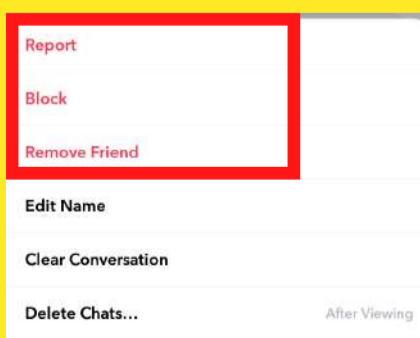 Report
Block
Remove Friend
Edit Name
Clear Conversation
Delete Chats... After Viewing